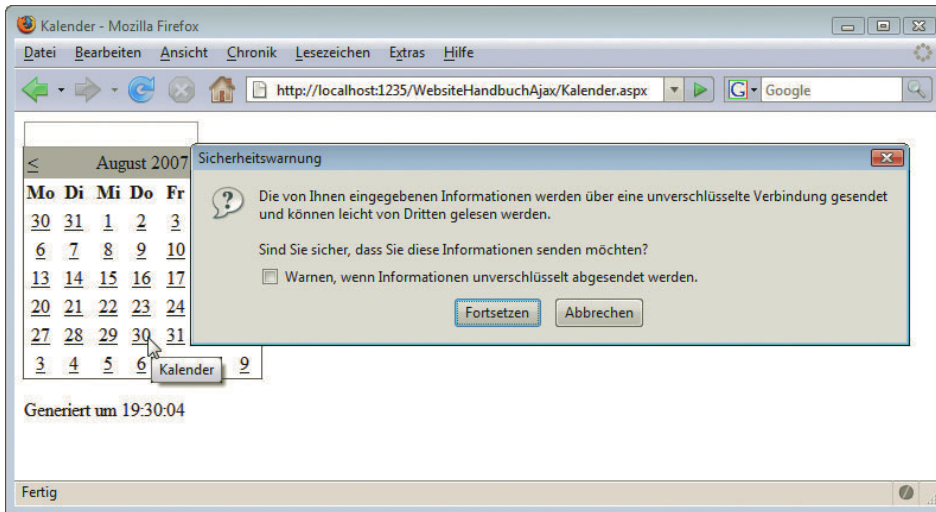 Kalender - Mozilla Firefox
Datei Bearbeiten Ansicht Chronik Lesezeichen Extras Hilfe
http://localhost:1235/WebsiteHandbuchAjax/Kalender.aspx G Google
< August 2007
Mo Di Mi Do Fr
30 31 1 2 3
6 7 8 9 10
13 14 15 16 17
20 21 22 23 24
27 28 29 30 31
3 4 5 6 9
Kalender
Generiert um 19:30:04
Sicherheitswarnung
Die von Ihnen eingegebenen Informationen werden über eine unverschlüsselte Verbindung gesendet
und können leicht von Dritten gelesen werden.
Sind Sie sicher, dass Sie diese Informationen senden möchten?
Warnen, wenn Informationen unverschlüsselt abgesendet werden.
Fortsetzen Abbrechen
Fertig